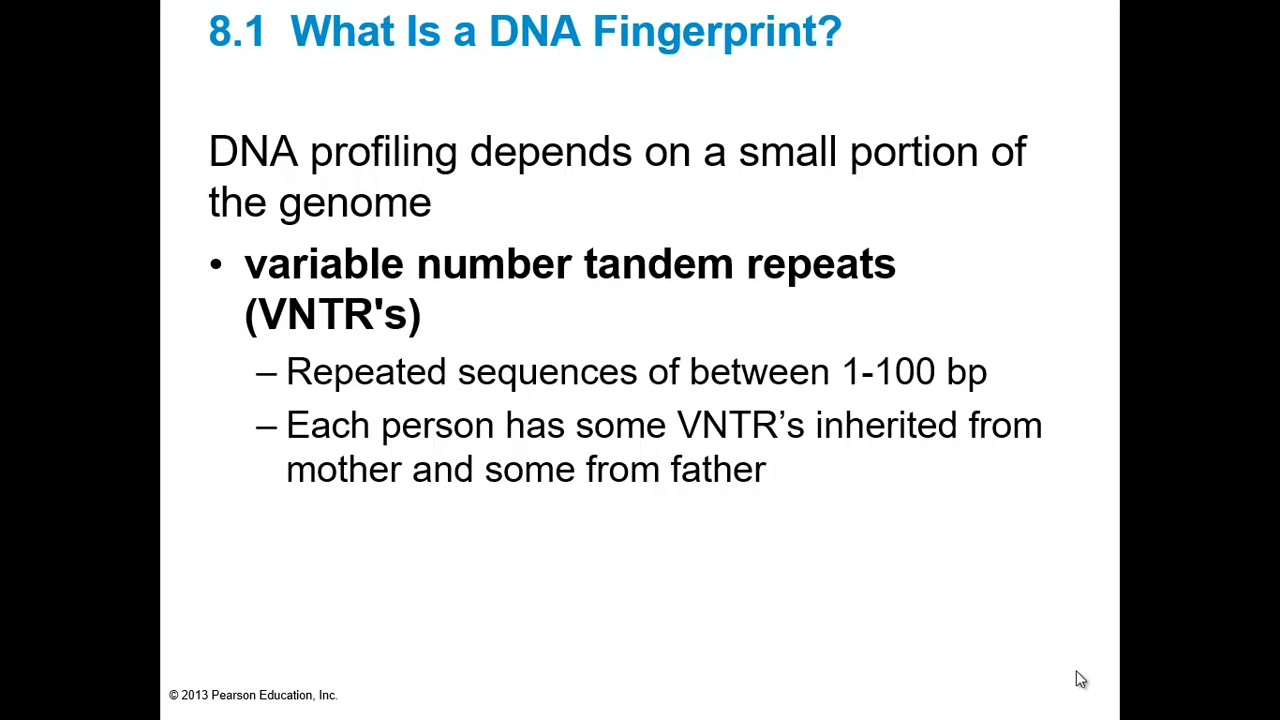 8.1 What Is a DNA Fingerprint?
DNA profiling depends on a small portion of
the genome
• variable number tandem repeats
(VNTR's)
– Repeated sequences of between 1-100 bp
– Each person has some VNTR’s inherited from
mother and some from father
© 2013 Pearson Education, Inc.